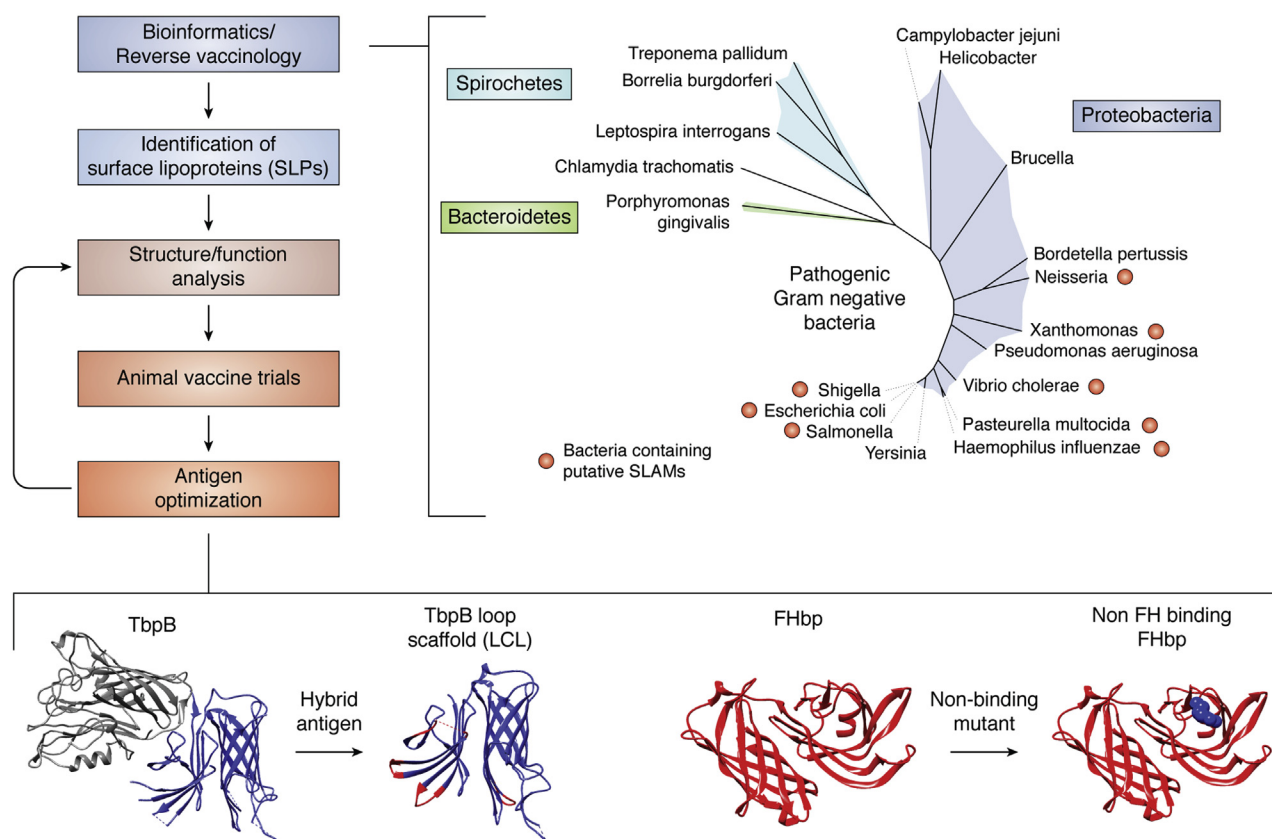 Bioinformatics/
Reverse vaccinology
Identification of
surface lipoproteins (SLPs)
Structure/function
analysis
Animal vaccine trials
Antigen
optimization
Spirochetes
Bacteroidetes
Proteobacteria
Treponema pallidum
Borrelia burgdorferi
Leptospira interrogans
Chlamydia trachomatis
Porphyromonas
gingivalis
Campylobacter jejuni
Helicobacter
Brucella
Bordetella pertussis
Neisseria
Xanthomonas
Pseudomonas aeruginosa
Vibrio cholerae
Pasteurella multocida
Haemophilus influenzae
Yersinia
Salmonella
Escherichia coli
Shigella
Pathogenic
Gram negative
bacteria
Bacteria containing
putative SLAMs
TbpB
Hybrid
antigen
TbpB loop
scaffold (LCL)
FHbp
Non-binding
mutant
Non FH binding
FHbp